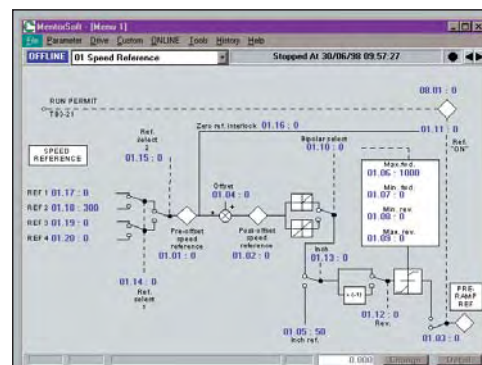 MentorSoft - [Menu 1]
File Parameter Drive Custom ONLINE Tools History Help
OFFLINE 01 Speed Reference Stopped At 30/06/98 09:57:27
08.01 : 0
RUN PERMIT
TB3-21
Zero ref. interlock 01.16 : 0
01.11 : 0
Ref. select 2
01.15 : 0
Bipolar select
01.10 : 0
Ref. "ON"
SPEED REFERENCE
Offset
01.04 : 0
Max. fwd.
01.06 : 1000
Min. fwd.
01.07 : 0
Min. rev.
01.08 : 0
Max. rev.
01.09 : 0
REF 1 01.17 : 0
REF 2 01.18 : 300
REF 3 01.19 : 0
REF 4 01.20 : 0
Pre-offset speed reference
01.01 : 0
Post-offset speed reference
01.02 : 0
Inch
01.13 : 0
01.14 : 0
Ref. select 1
× (-1)
01.12 : 0
Rev.
PRE-RAMP REF
01.05 : 50
Inch ref.
01.03 : 0
0.000 Change Detail